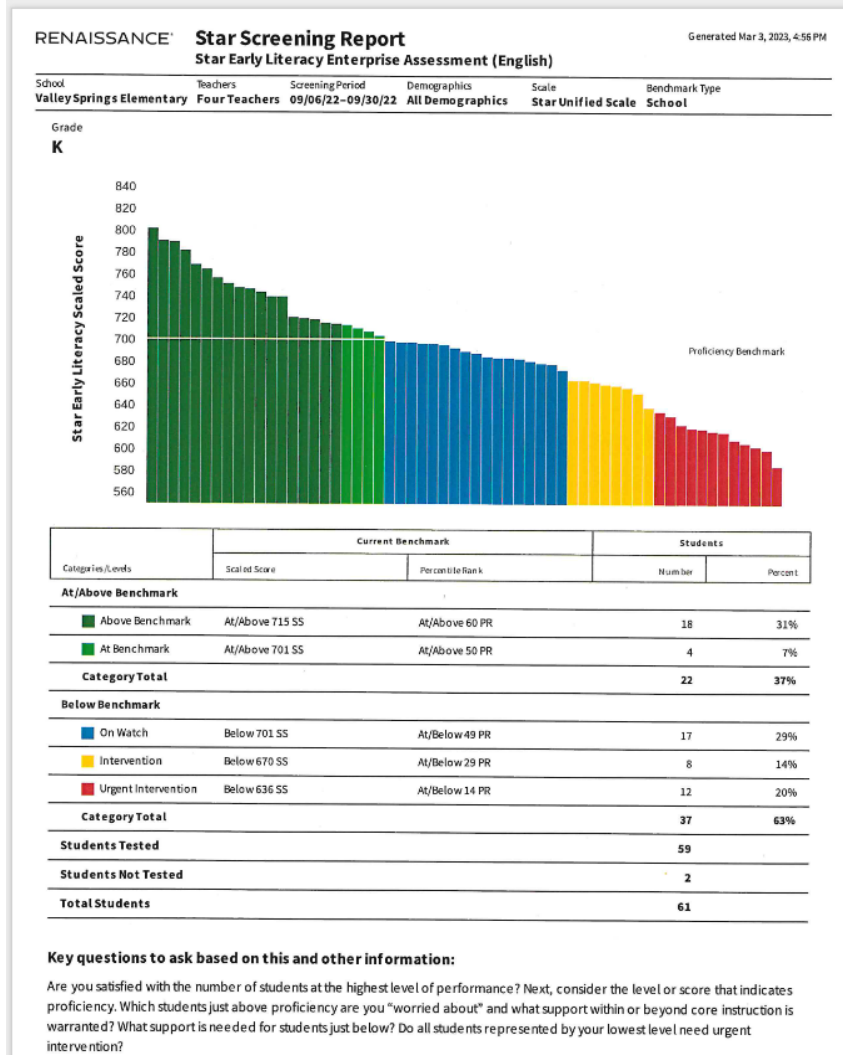 RENAISSANCE®
Star Screening Report
Generated Mar 3, 2023, 4:56 PM
Star Early Literacy Enterprise Assessment (English)
School Teachers Screening Period Demographics Scale Benchmark Type
Valley Springs Elementary Four Teachers 09/06/22–09/30/22 All Demographics Star Unified Scale School
Grade
K
Star Early Literacy Scaled Score
840
820
800
780
760
740
720
700
680
660
640
620
600
580
560
Proficiency Benchmark
Current Benchmark Students
Categories/Levels Scaled Score Percentile Rank Number Percent
At/Above Benchmark
Above Benchmark At/Above 715 SS At/Above 60 PR 18 31%
At Benchmark At/Above 701 SS At/Above 50 PR 4 7%
Category Total 22 37%
Below Benchmark
On Watch Below 701 SS At/Below 49 PR 17 29%
Intervention Below 670 SS At/Below 29 PR 8 14%
Urgent Intervention Below 636 SS At/Below 14 PR 12 20%
Category Total 37 63%
Students Tested 59
Students Not Tested 2
Total Students 61
Key questions to ask based on this and other information:
Are you satisfied with the number of students at the highest level of performance? Next, consider the level or score that indicates
proficiency. Which students just above proficiency are you "worried about" and what support within or beyond core instruction is
warranted? What support is needed for students just below? Do all students represented by your lowest level need urgent
intervention?